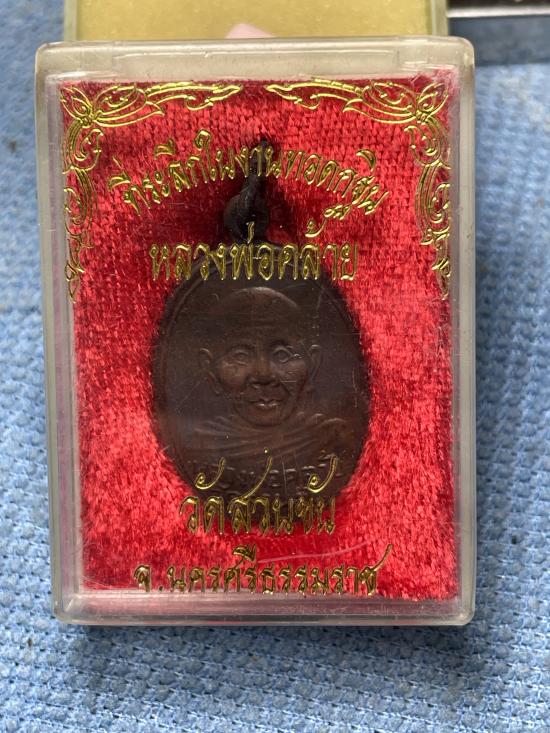 ที่ระลึกในงานทอดกฐิน
หลวงพ่อคล้าย
วัดสวนขัน
จ.นครศรีธรรมราช